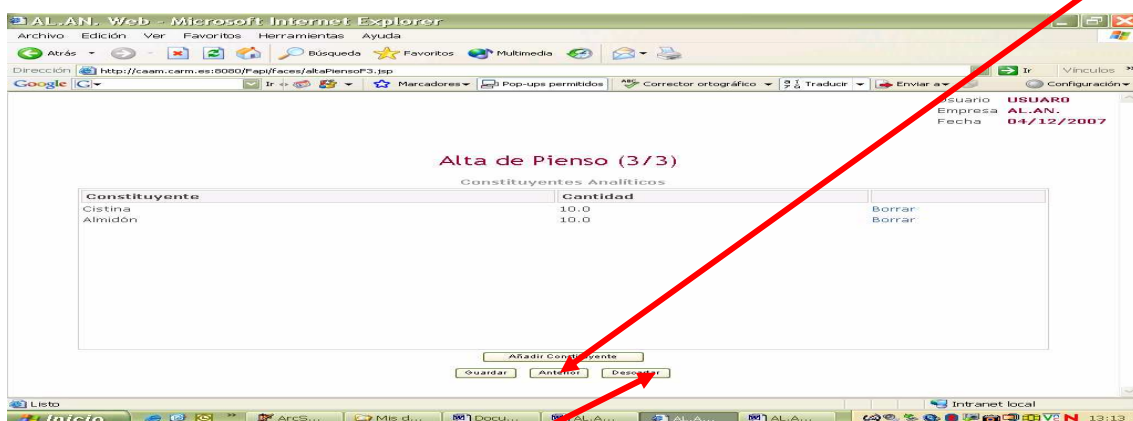 AL.AN. Web - Microsoft Internet Explorer
Archivo Edición Ver Favoritos Herramientas Ayuda
Atrás Búsqueda Favoritos Multimedia
Dirección http://caam.carm.es:8080/Fapi/faces/altaPiensoP3.jsp Ir Vínculos »
Google G Ir Marcadores Pop-ups permitidos Corrector ortográfico Traducir Enviar a Configuración
Usuario USUARO
Empresa AL.AN.
Fecha 04/12/2007
Alta de Pienso (3/3)
Constituyentes Analíticos
Constituyente Cantidad
Cistina 10.0 Borrar
Almidón 10.0 Borrar
Añadir Constituyente
Guardar Anterior Descartar
Listo Intranet local
Inicio » ArcS... Mis d... Docu... AL.A... AL.A... AL.A... 13:13